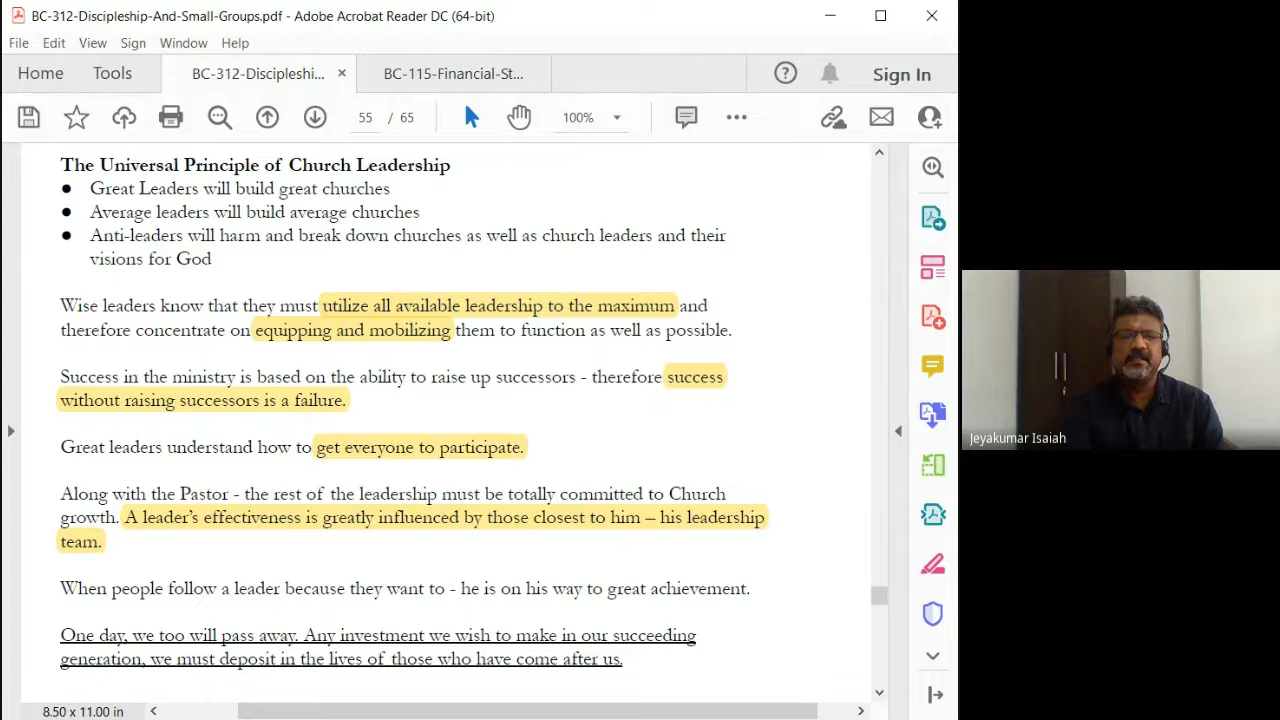 BC-312-Discipleship-And-Small-Groups.pdf - Adobe Acrobat Reader DC (64-bit)
File Edit View Sign Window Help
Home Tools BC-312-Discipleshi... × BC-115-Financial-St... Sign In
55 / 65 100%
The Universal Principle of Church Leadership
● Great Leaders will build great churches
● Average leaders will build average churches
● Anti-leaders will harm and break down churches as well as church leaders and their
visions for God
Wise leaders know that they must utilize all available leadership to the maximum and
therefore concentrate on equipping and mobilizing them to function as well as possible.
Success in the ministry is based on the ability to raise up successors - therefore success
without raising successors is a failure.
Great leaders understand how to get everyone to participate.
Along with the Pastor - the rest of the leadership must be totally committed to Church
growth. A leader's effectiveness is greatly influenced by those closest to him – his leadership
team.
When people follow a leader because they want to - he is on his way to great achievement.
One day, we too will pass away. Any investment we wish to make in our succeeding
generation, we must deposit in the lives of those who have come after us.
8.50 x 11.00 in
Jeyakumar Isaiah